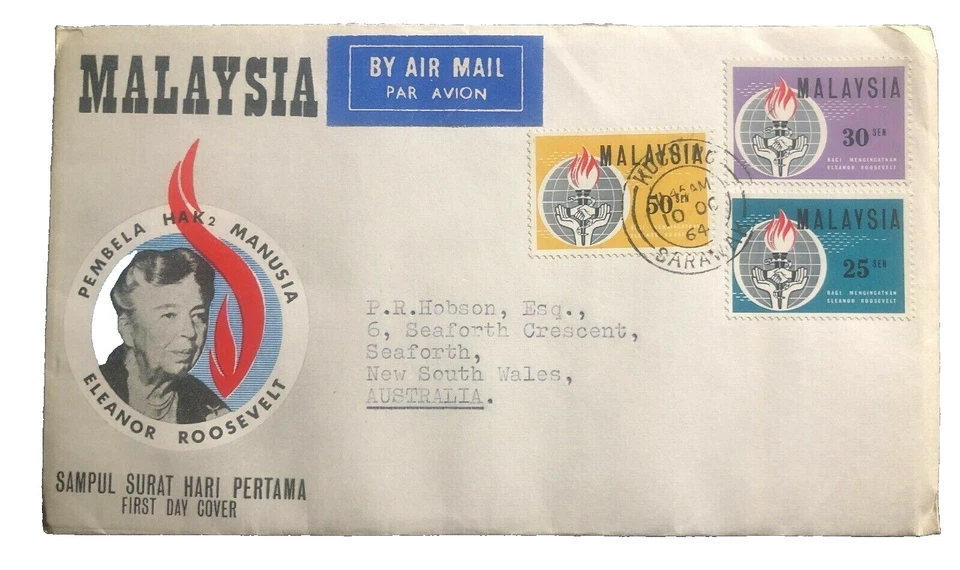 MALAYSIA
BY AIR MAIL
PAR AVION
MALAYSIA
30 SEN
BAGI MENGINGATKAN
ELEANOR ROOSEVELT
MALAYSIA
50 SEN
10 OC
64
SARAWAK
MALAYSIA
25 SEN
BAGI MENGINGATKAN
ELEANOR ROOSEVELT
PEMBELA HAK2 MANUSIA
ELEANOR ROOSEVELT
P.R.Hobson, Esq.,
6, Seaforth Crescent,
Seaforth,
New South Wales,
AUSTRALIA.
SAMPUL SURAT HARI PERTAMA
FIRST DAY COVER